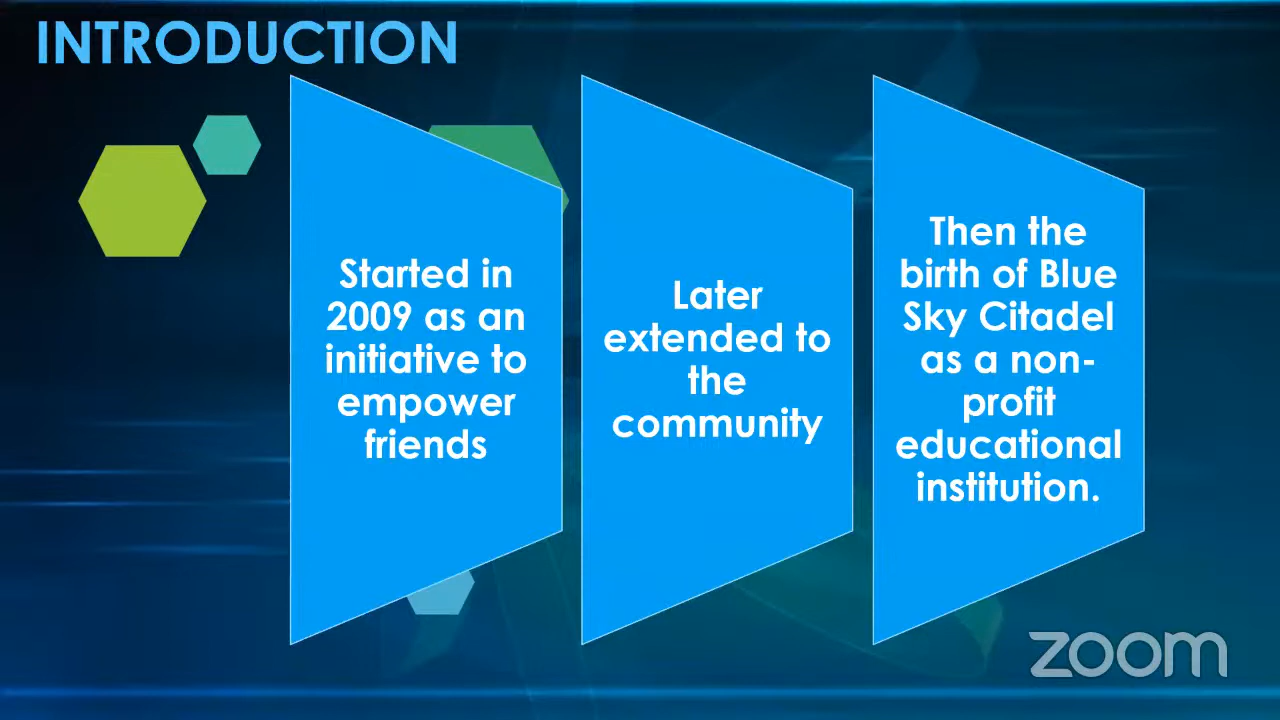 INTRODUCTION
Started in
2009 as an
initiative to
empower
friends
Later
extended to
the
community
Then the
birth of Blue
Sky Citadel
as a non-
profit
educational
institution.
zoom